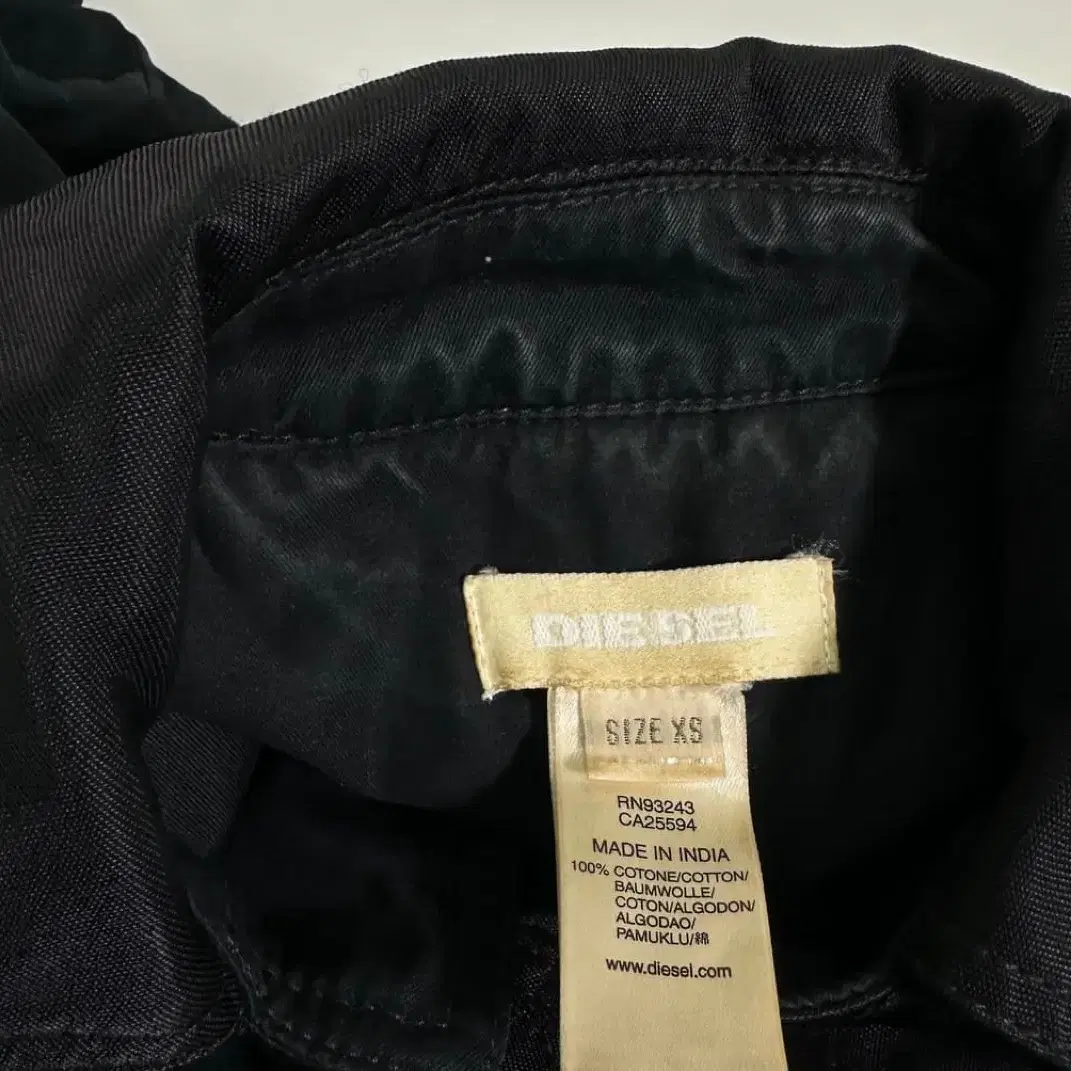 DIESEL
SIZE XS
RN93243
CA25594
MADE IN INDIA
100% COTONE/COTTON/
BAUMWOLLE/
COTON/ALGODON/
ALGODAO/
PAMUKLU/綿
www.diesel.com